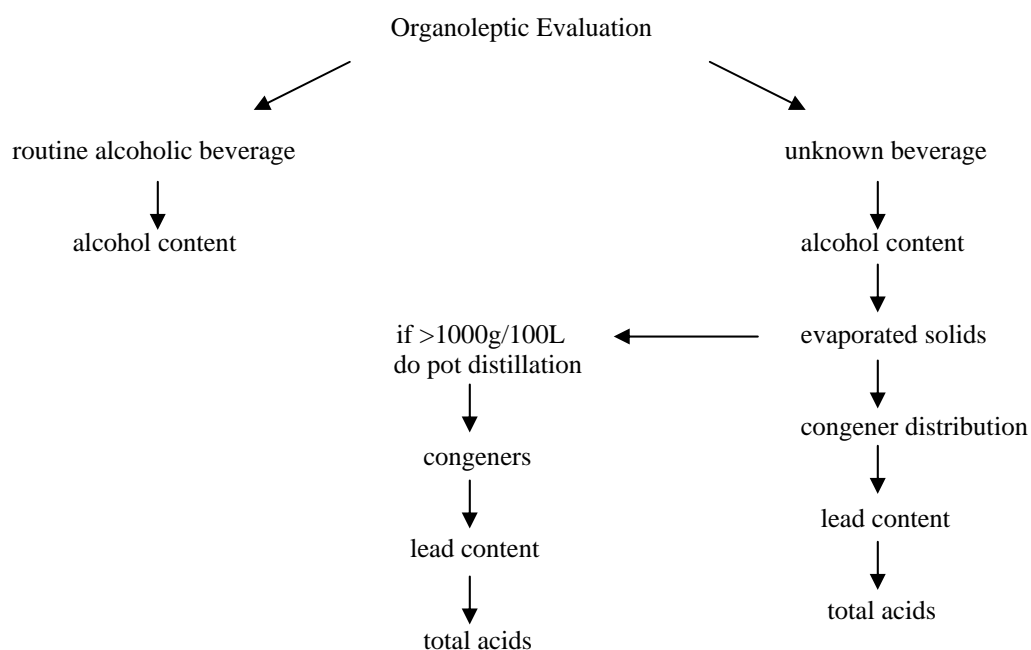 Organoleptic Evaluation
routine alcoholic beverage
unknown beverage
alcohol content
alcohol content
if >1000g/100L
do pot distillation
evaporated solids
congener distribution
congeners
lead content
lead content
total acids
total acids